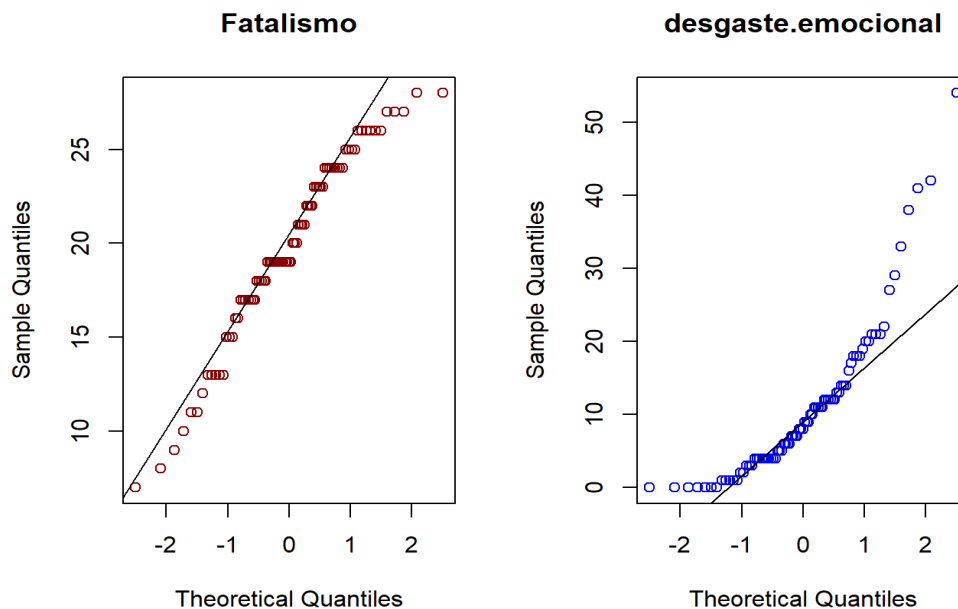 Fatalismo
Sample Quantiles
25
20
15
10
-2 -1 0 1 2
Theoretical Quantiles
desgaste.emocional
Sample Quantiles
50
40
30
20
10
0
-2 -1 0 1 2
Theoretical Quantiles